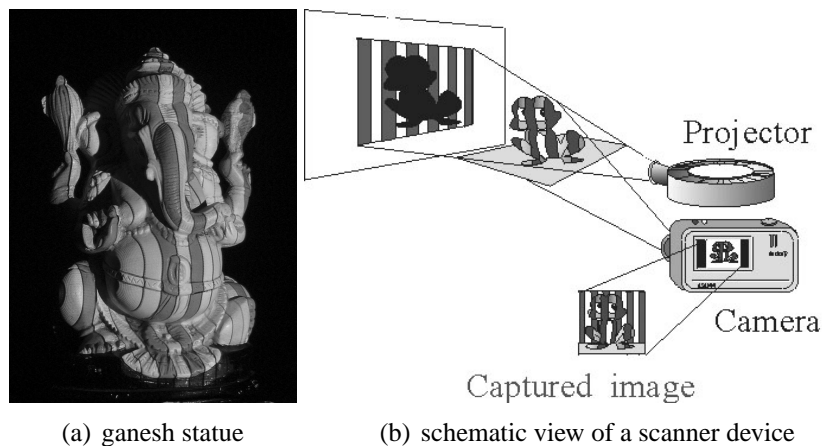 Projector
Camera
Captured image
(a) ganesh statue
(b) schematic view of a scanner device